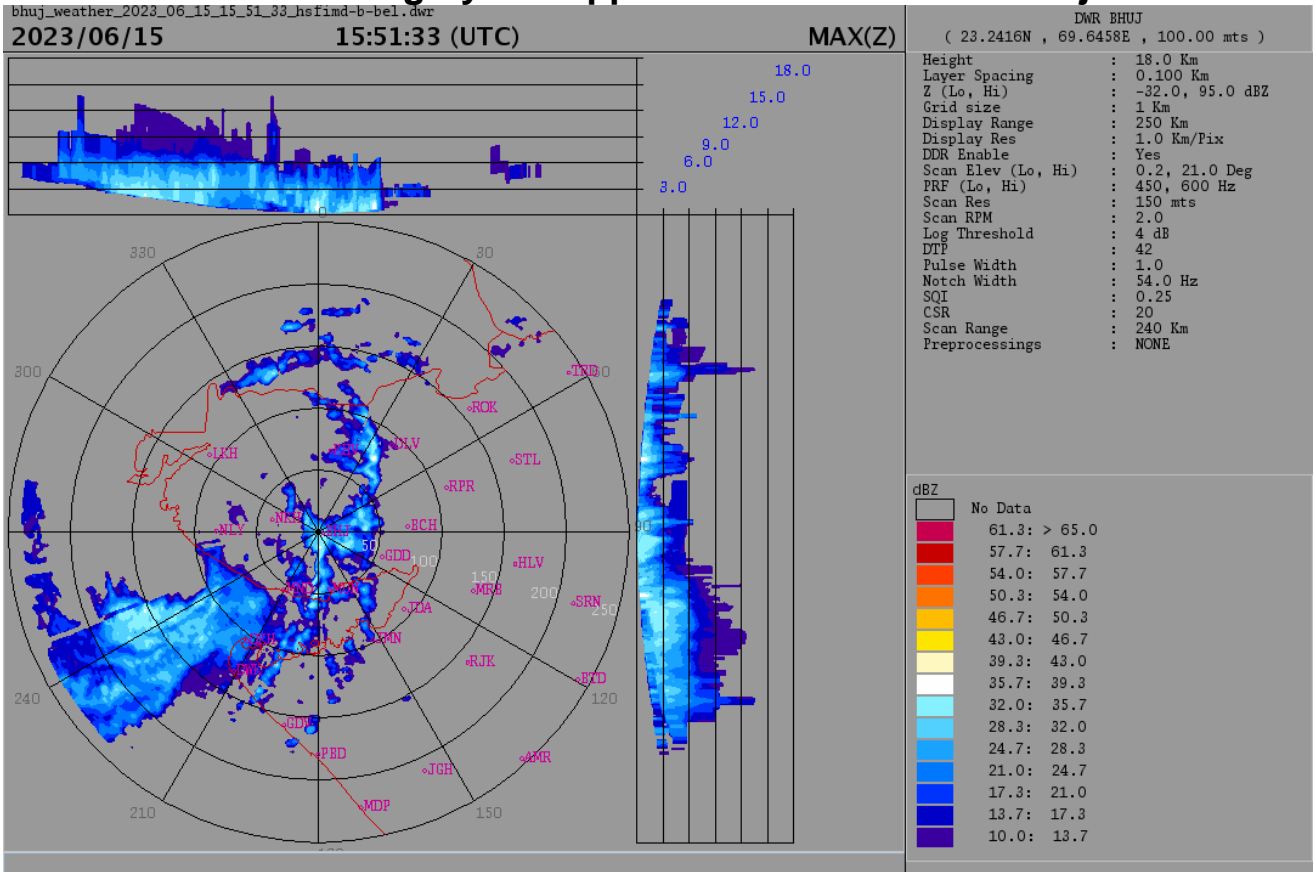 bhuj_weather_2023_06_15_15_51_33_hsfimd-b-bel.dwr
2023/06/15 15:51:33 (UTC) MAX(Z)
18.0
15.0
12.0
9.0
6.0
3.0
0
330 30
300 60
TRD
ROK
DLV
LKH
STL
RPR
NKH
BCH
NLY
90
50
GDD
100
HLV
150
MRB
200
SRN
250
JDA
JMN
RJK
BTD
240 120
GDV
PBD
AMR
JGH
MDP
210 150
DWR BHUJ
( 23.2416N , 69.6458E , 100.00 mts )
Height : 18.0 Km
Layer Spacing : 0.100 Km
Z (Lo, Hi) : -32.0, 95.0 dBZ
Grid size : 1 Km
Display Range : 250 Km
Display Res : 1.0 Km/Pix
DDR Enable : Yes
Scan Elev (Lo, Hi) : 0.2, 21.0 Deg
PRF (Lo, Hi) : 450, 600 Hz
Scan Res : 150 mts
Scan RPM : 2.0
Log Threshold : 4 dB
DTP : 42
Pulse Width : 1.0
Notch Width : 54.0 Hz
SQI : 0.25
CSR : 20
Scan Range : 240 Km
Preprocessings : NONE
dBZ
No Data
61.3: > 65.0
57.7: 61.3
54.0: 57.7
50.3: 54.0
46.7: 50.3
43.0: 46.7
39.3: 43.0
35.7: 39.3
32.0: 35.7
28.3: 32.0
24.7: 28.3
21.0: 24.7
17.3: 21.0
13.7: 17.3
10.0: 13.7